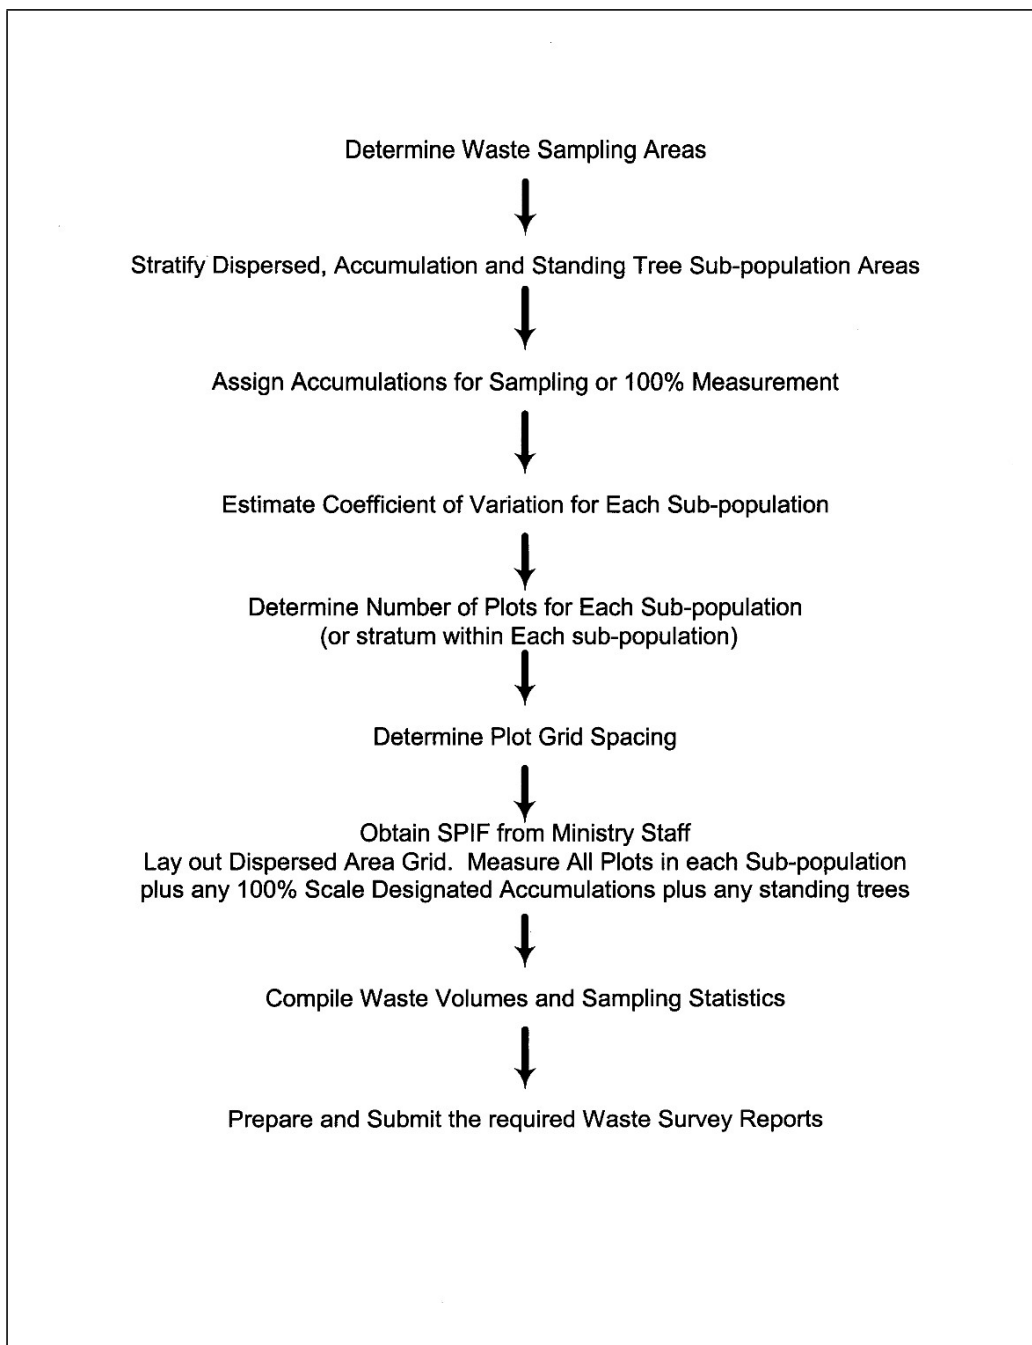 Determine Waste Sampling Areas
Stratify Dispersed, Accumulation and Standing Tree Sub-population Areas
Assign Accumulations for Sampling or 100% Measurement
Estimate Coefficient of Variation for Each Sub-population
Determine Number of Plots for Each Sub-population
(or stratum within Each sub-population)
Determine Plot Grid Spacing
Obtain SPIF from Ministry Staff
Lay out Dispersed Area Grid.  Measure All Plots in each Sub-population
plus any 100% Scale Designated Accumulations plus any standing trees
Compile Waste Volumes and Sampling Statistics
Prepare and Submit the required Waste Survey Reports